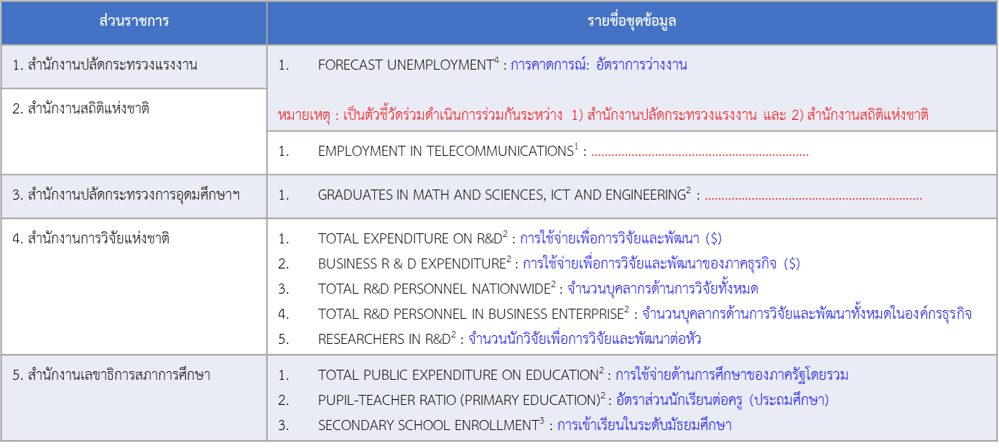 ส่วนราชการ
รายชื่อชุดข้อมูล
1. สำนักงานปลัดกระทรวงแรงงาน
1. FORECAST UNEMPLOYMENT⁴ : การคาดการณ์: อัตราการว่างงาน
2. สำนักงานสถิติแห่งชาติ
หมายเหตุ : เป็นตัวชี้วัดร่วมดำเนินการร่วมกันระหว่าง 1) สำนักงานปลัดกระทรวงแรงงาน และ 2) สำนักงานสถิติแห่งชาติ
1. EMPLOYMENT IN TELECOMMUNICATIONS¹ : .................................................................
3. สำนักงานปลัดกระทรวงการอุดมศึกษาฯ
1. GRADUATES IN MATH AND SCIENCES, ICT AND ENGINEERING² : .................................................................
4. สำนักงานการวิจัยแห่งชาติ
1. TOTAL EXPENDITURE ON R&D² : การใช้จ่ายเพื่อการวิจัยและพัฒนา ($)
2. BUSINESS R & D EXPENDITURE² : การใช้จ่ายเพื่อการวิจัยและพัฒนาของภาคธุรกิจ ($)
3. TOTAL R&D PERSONNEL NATIONWIDE² : จำนวนบุคลากรด้านการวิจัยทั้งหมด
4. TOTAL R&D PERSONNEL IN BUSINESS ENTERPRISE² : จำนวนบุคลากรด้านการวิจัยและพัฒนาทั้งหมดในองค์กรธุรกิจ
5. RESEARCHERS IN R&D² : จำนวนนักวิจัยเพื่อการวิจัยและพัฒนาต่อหัว
5. สำนักงานเลขาธิการสภาการศึกษา
1. TOTAL PUBLIC EXPENDITURE ON EDUCATION² : การใช้จ่ายด้านการศึกษาของภาครัฐโดยรวม
2. PUPIL-TEACHER RATIO (PRIMARY EDUCATION)² : อัตราส่วนนักเรียนต่อครู (ประถมศึกษา)
3. SECONDARY SCHOOL ENROLLMENT³ : การเข้าเรียนในระดับมัธยมศึกษา